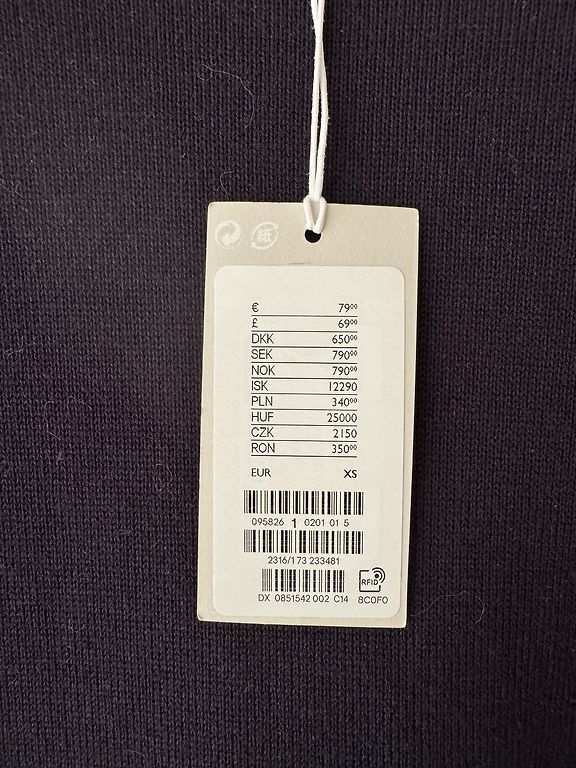 紙
€ 79⁰⁰
£ 69⁰⁰
DKK 650⁰⁰
SEK 790⁰⁰
NOK 790⁰⁰
ISK 12290
PLN 340⁰⁰
HUF 25000
CZK 2150
RON 350⁰⁰
EUR XS
095826 1 0201 01 5
2316/173 233481
RFID
DX 0851542 002 C14 8C0F0